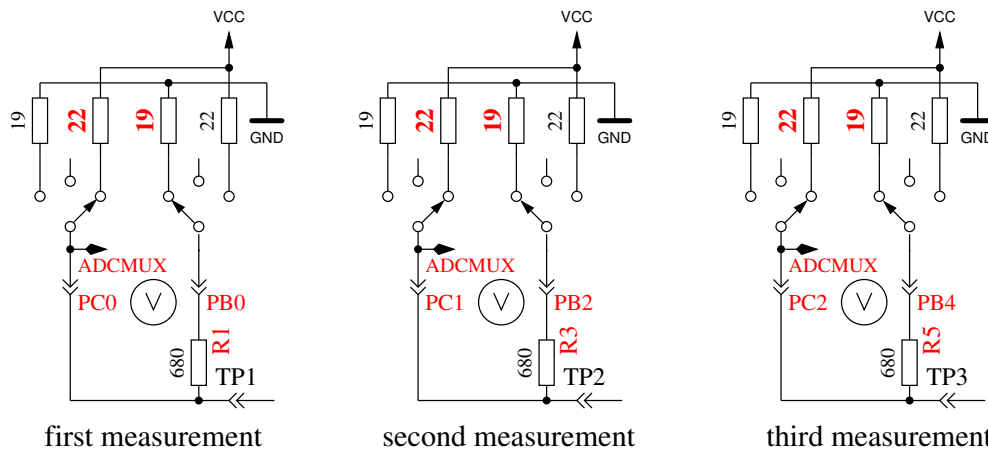 VCC
VCC
VCC
19
22
19
22
GND
19
22
19
22
GND
19
22
19
22
GND
ADCMUX
ADCMUX
ADCMUX
PC0
V
PB0
PC1
V
PB2
PC2
V
PB4
680
R1
TP1
680
R3
TP2
680
R5
TP3
first measurement
second measurement
third measurement